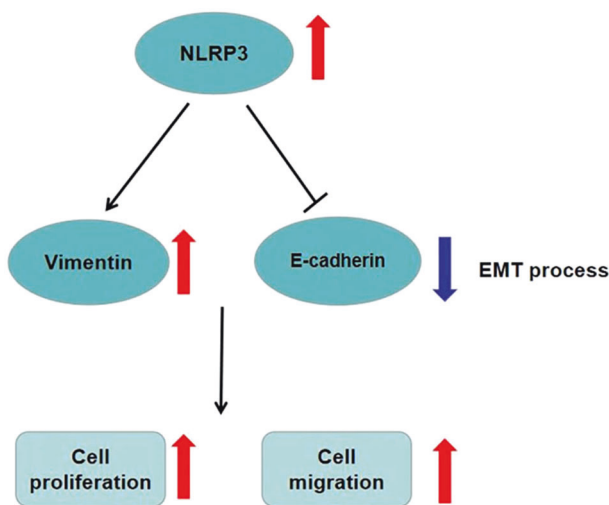 NLRP3
Vimentin
E-cadherin
EMT process
Cell
proliferation
Cell
migration